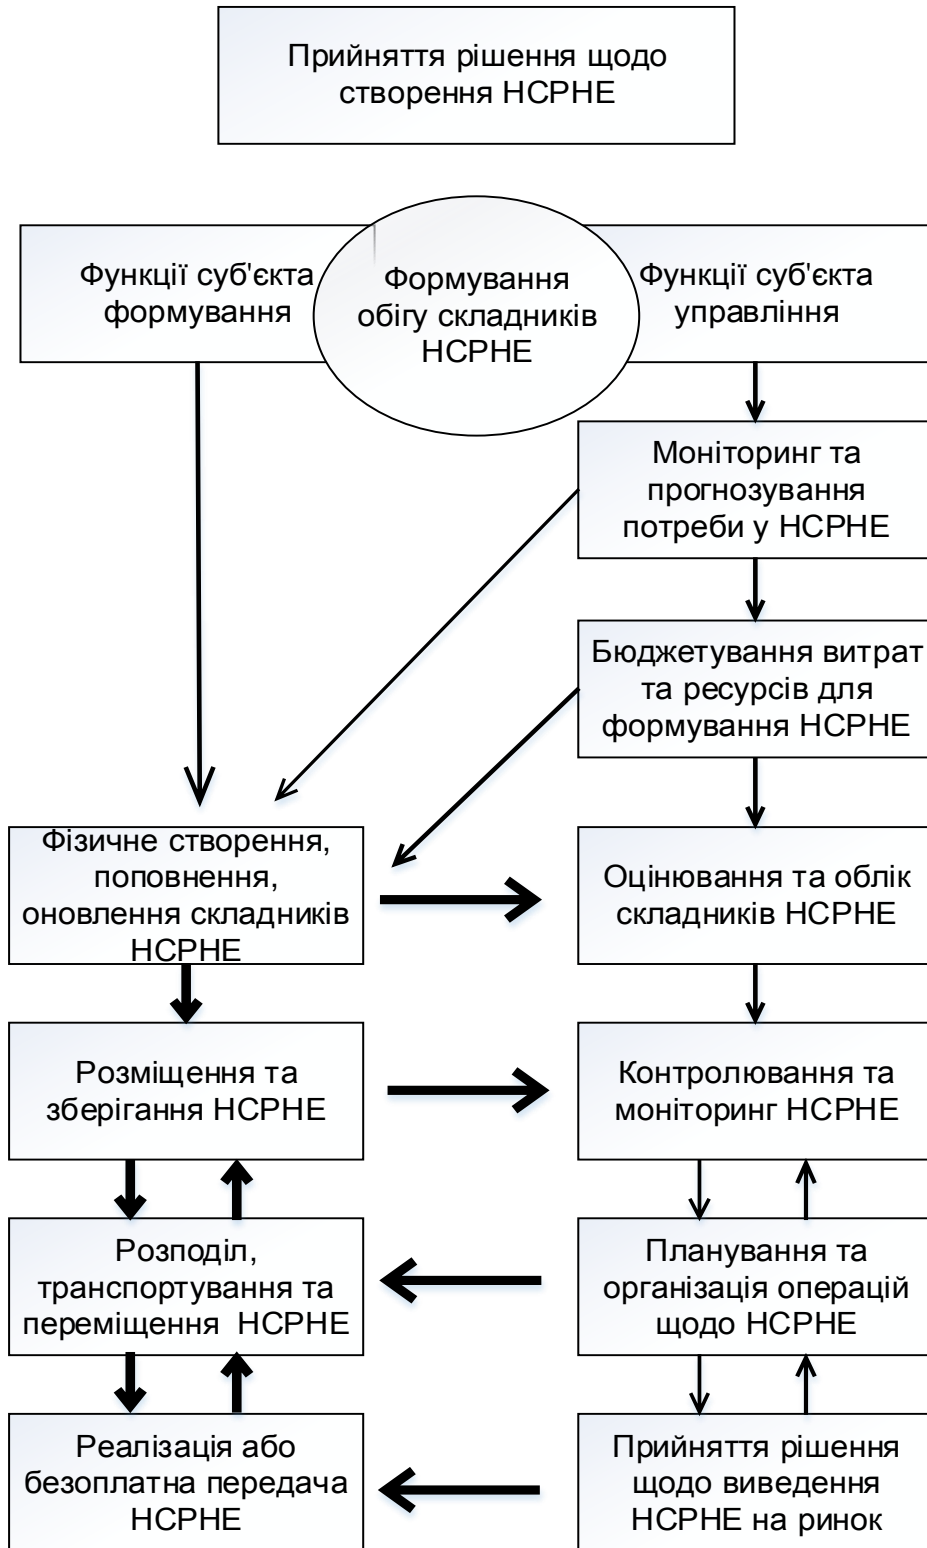 Прийняття рішення щодо
створення НСРНЕ
Функції суб'єкта
формування
Формування
обігу складників
НСРНЕ
Функції суб'єкта
управління
Моніторинг та
прогнозування
потреби у НСРНЕ
Бюджетування витрат
та ресурсів для
формування НСРНЕ
Фізичне створення,
поповнення,
оновлення складників
НСРНЕ
Оцінювання та облік
складників НСРНЕ
Розміщення та
зберігання НСРНЕ
Контролювання та
моніторинг НСРНЕ
Розподіл,
транспортування та
переміщення НСРНЕ
Планування та
організація операцій
щодо НСРНЕ
Реалізація або
безоплатна передача
НСРНЕ
Прийняття рішення
щодо виведення
НСРНЕ на ринок